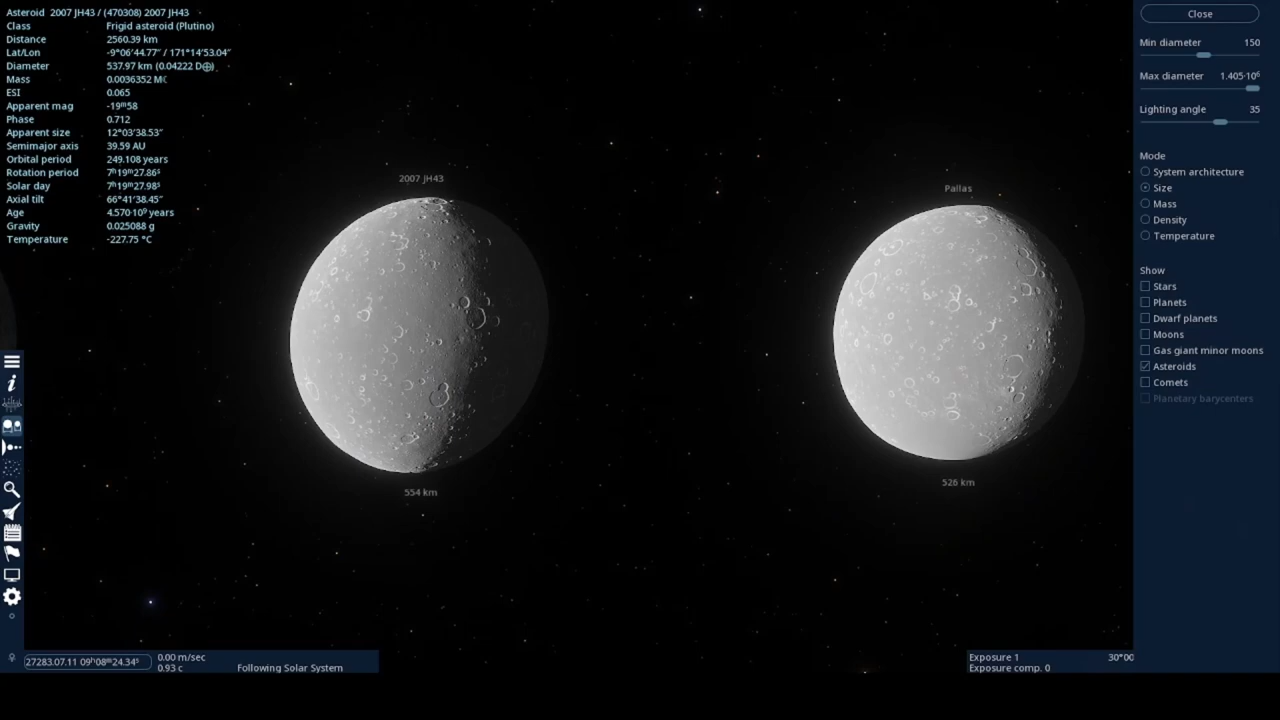 Asteroid 2007 JH43 / (470308) 2007 JH43
Class Frigid asteroid (Plutino)
Distance 2560.39 km
Lat/Lon -9°06′44.77″ / 171°14′53.04″
Diameter 537.97 km (0.04222 D⊕)
Mass 0.0036352 M☾
ESI 0.065
Apparent mag -19ᵐ58
Phase 0.712
Apparent size 12°03′38.53″
Semimajor axis 39.59 AU
Orbital period 249.108 years
Rotation period 7ʰ19ᵐ27.86ˢ
Solar day 7ʰ19ᵐ27.98ˢ
Axial tilt 66°41′38.45″
Age 4.570·10⁹ years
Gravity 0.025088 g
Temperature -227.75 °C
2007 JH43
554 km
Pallas
526 km
Close
Min diameter 150
Max diameter 1.405·10⁶
Lighting angle 35
Mode
System architecture
Size
Mass
Density
Temperature
Show
Stars
Planets
Dwarf planets
Moons
Gas giant minor moons
Asteroids
Comets
Planetary barycenters
27283.07.11 09ʰ08ᵐ24.34ˢ
0.00 m/sec
0.93 c
Following Solar System
Exposure 1
Exposure comp. 0
30°00